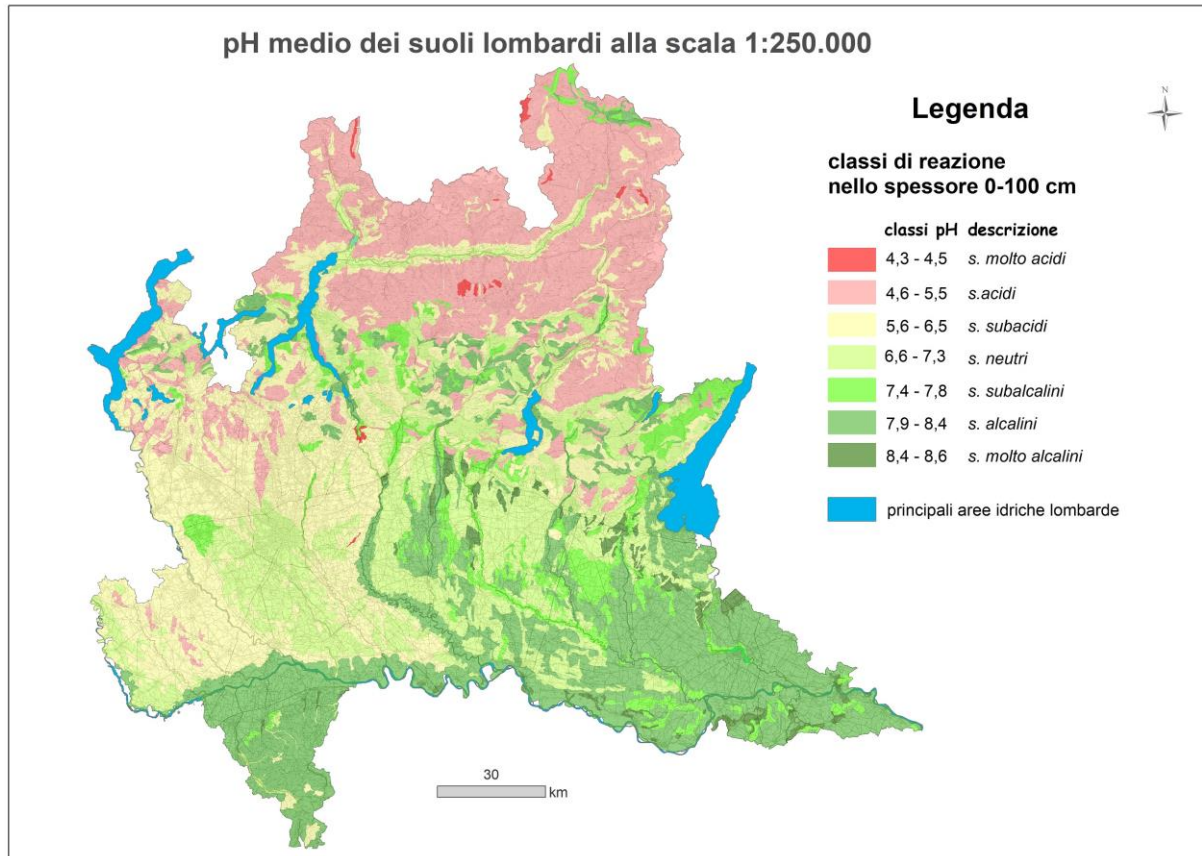 pH medio dei suoli lombardi alla scala 1:250.000
Legenda
N
classi di reazione
nello spessore 0-100 cm
classi pH descrizione
4,3 - 4,5 s. molto acidi
4,6 - 5,5 s.acidi
5,6 - 6,5 s. subacidi
6,6 - 7,3 s. neutri
7,4 - 7,8 s. subalcalini
7,9 - 8,4 s. alcalini
8,4 - 8,6 s. molto alcalini
principali aree idriche lombarde
30
km